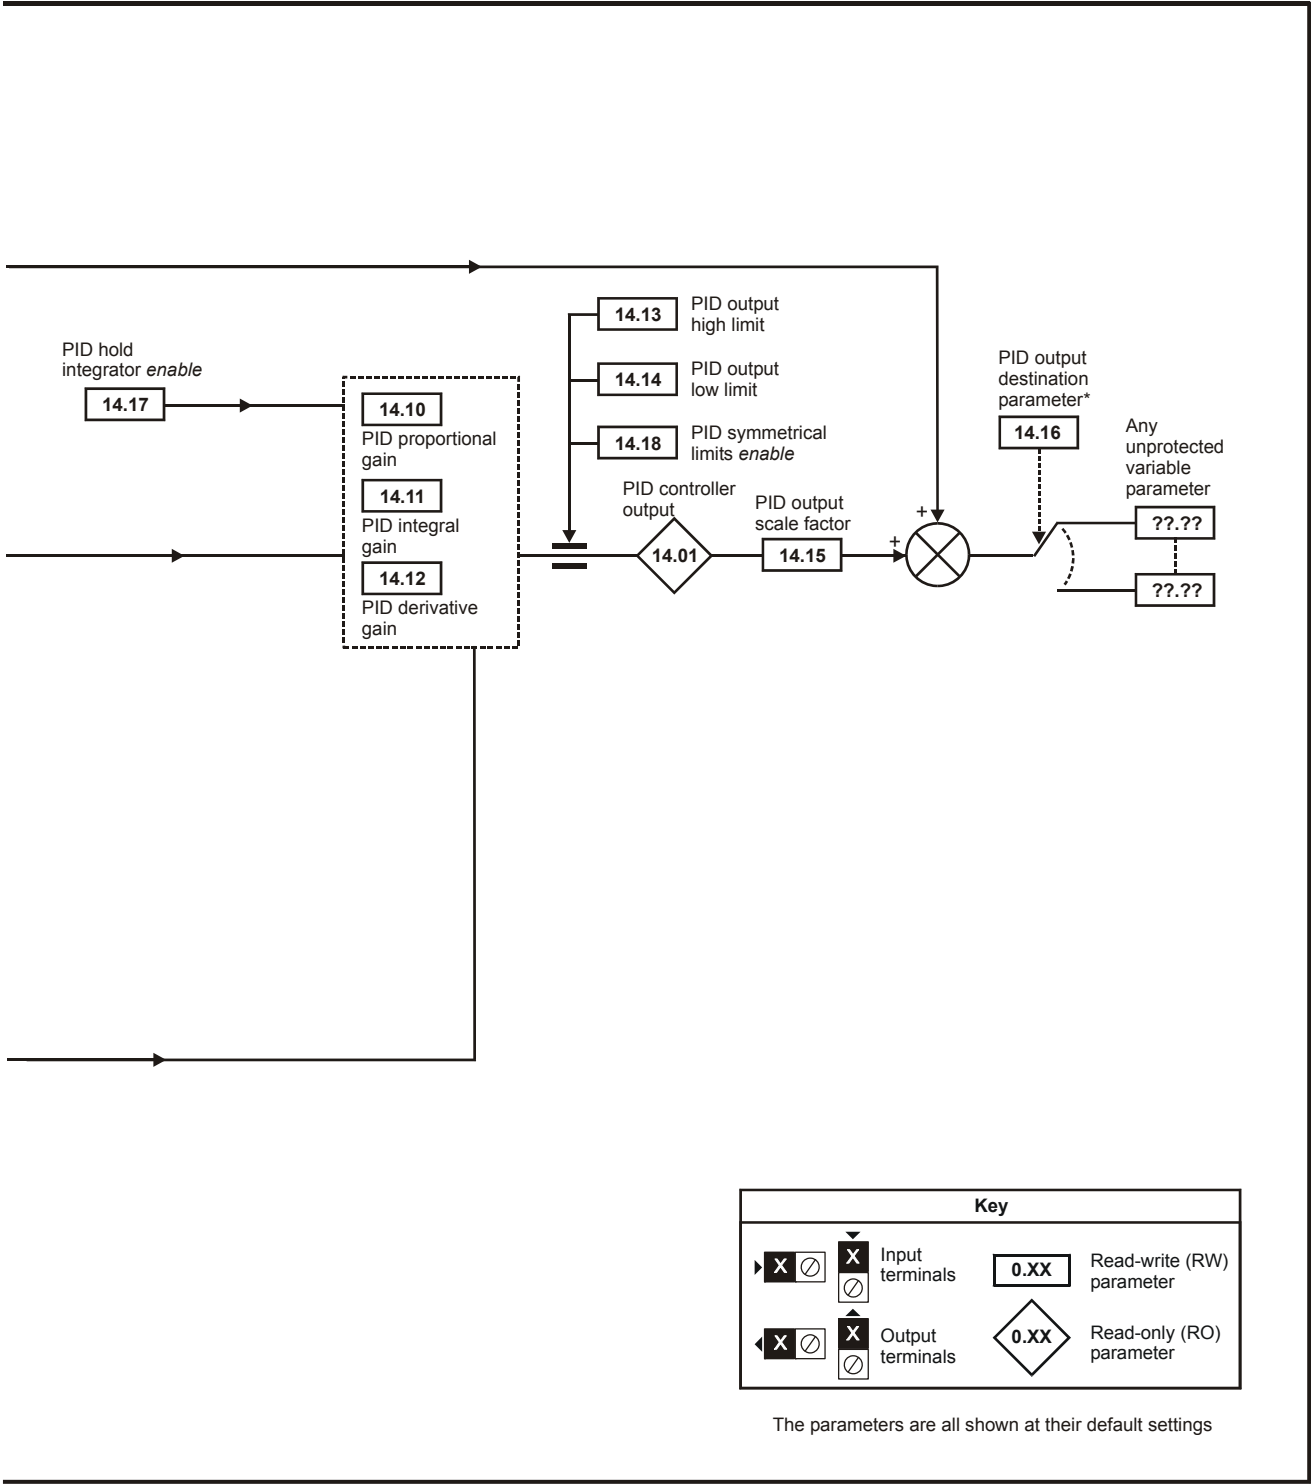 14.13
PID output
high limit
PID hold
integrator enable
14.17
14.14
PID output
low limit
14.18
PID symmetrical
limits enable
14.10
PID proportional
gain
14.11
PID integral
gain
14.12
PID derivative
gain
PID controller
output
14.01
PID output
scale factor
14.15
+
+
PID output
destination
parameter*
14.16
Any
unprotected
variable
parameter
??.??
??.??
Key
X
X
Input
terminals
0.XX
Read-write (RW)
parameter
X
X
Output
terminals
0.XX
Read-only (RO)
parameter
The parameters are all shown at their default settings